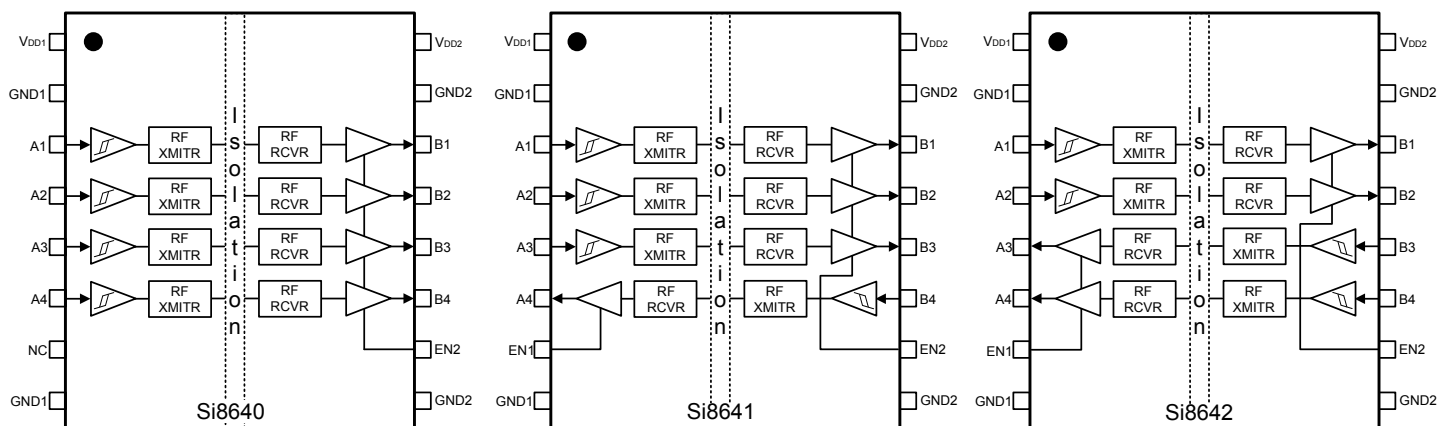 VDD1
GND1
A1
A2
A3
A4
NC
GND1
RF XMITR
RF XMITR
RF XMITR
RF XMITR
Isolation
RF RCVR
RF RCVR
RF RCVR
RF RCVR
VDD2
GND2
B1
B2
B3
B4
EN2
GND2
Si8640
VDD1
GND1
A1
A2
A3
A4
EN1
GND1
RF XMITR
RF XMITR
RF XMITR
RF RCVR
Isolation
RF RCVR
RF RCVR
RF RCVR
RF XMITR
VDD2
GND2
B1
B2
B3
B4
EN2
GND2
Si8641
VDD1
GND1
A1
A2
A3
A4
EN1
GND1
RF XMITR
RF XMITR
RF RCVR
RF RCVR
Isolation
RF RCVR
RF RCVR
RF XMITR
RF XMITR
VDD2
GND2
B1
B2
B3
B4
EN2
GND2
Si8642